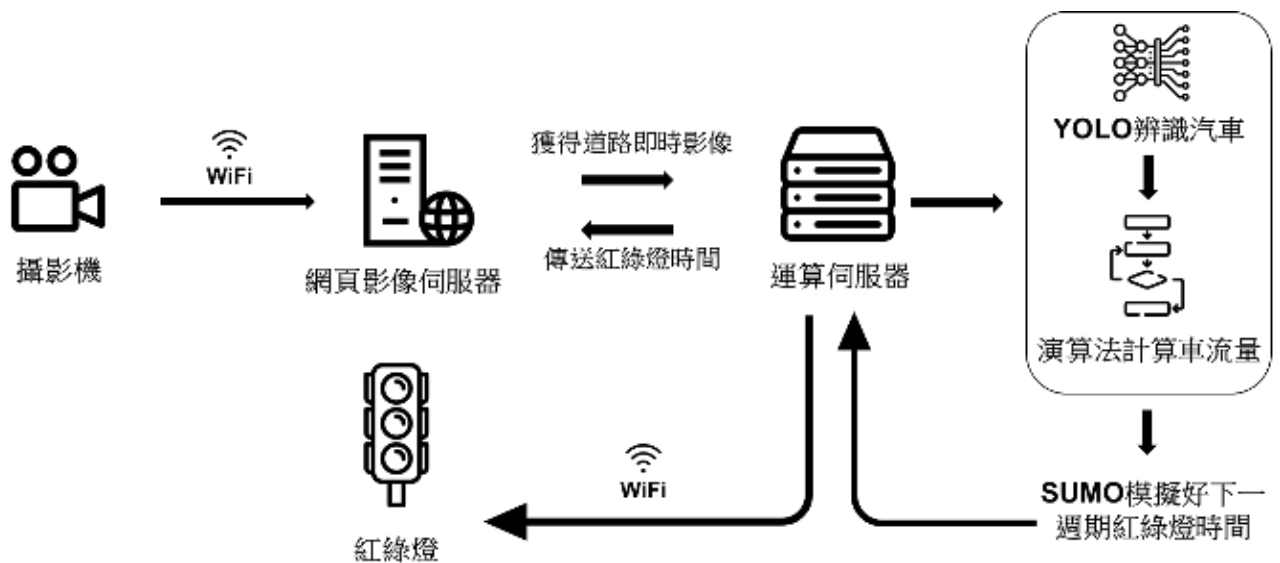 WiFi
攝影機
網頁影像伺服器
獲得道路即時影像
傳送紅綠燈時間
運算伺服器
YOLO辨識汽車
演算法計算車流量
SUMO模擬好下一
週期紅綠燈時間
WiFi
紅綠燈